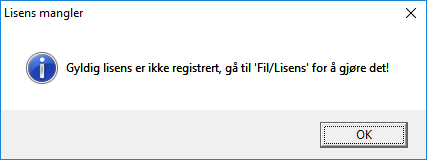 Lisens mangler
Gyldig lisens er ikke registrert, gå til 'Fil/Lisens' for å gjøre det!
OK